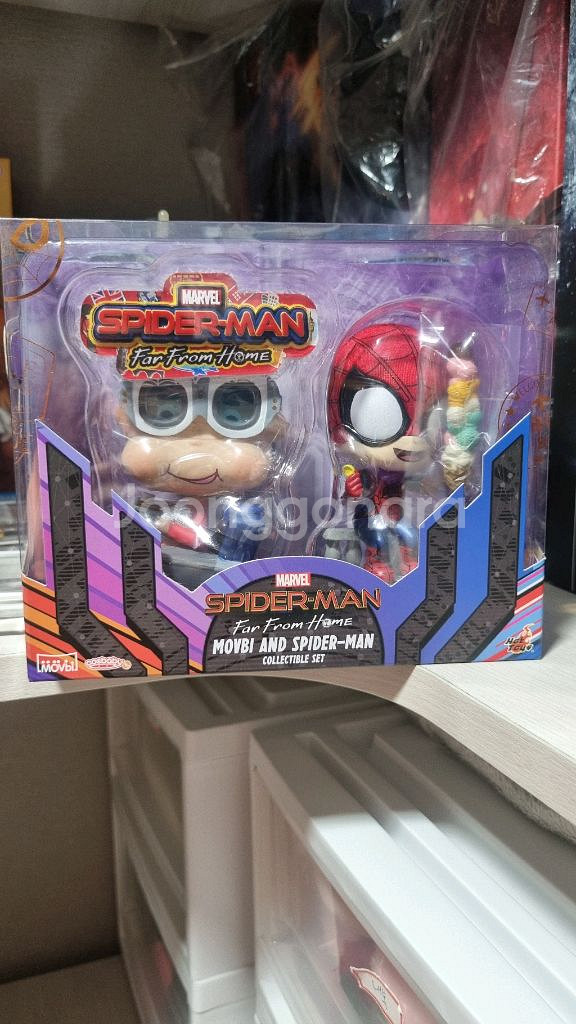 MARVEL
SPIDER-MAN
Far From Home
Joonggonara
MARVEL
SPIDER-MAN
Far From Home
MOVBI AND SPIDER-MAN
COLLECTIBLE SET
MOVbi
cosbaby
HOT TOYS